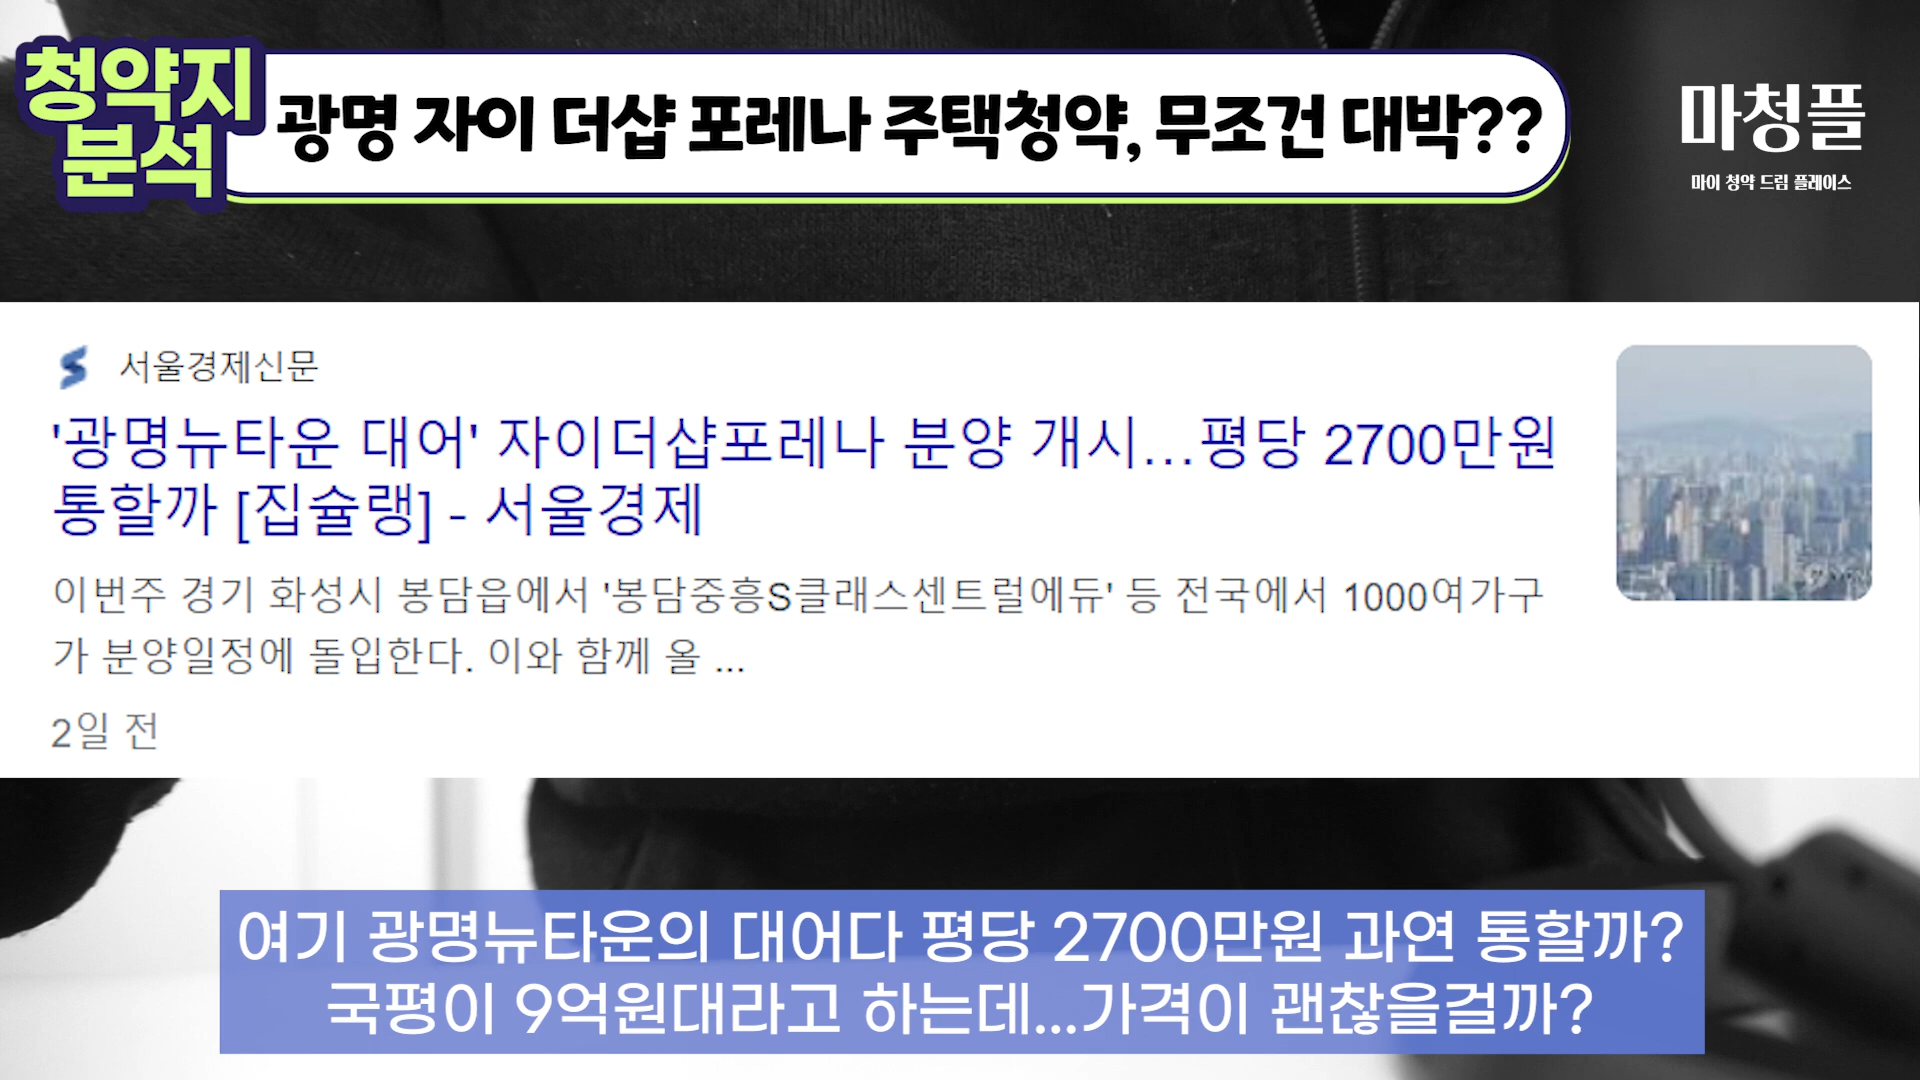 청약지
분석
광명 자이 더샵 포레나 주택청약, 무조건 대박??
마청플
마이 청약 드림 플레이스
서울경제신문
'광명뉴타운 대어' 자이더샵포레나 분양 개시...평당 2700만원
통할까 [집슐랭] - 서울경제
이번주 경기 화성시 봉담읍에서 '봉담중흥S클래스센트럴에듀' 등 전국에서 1000여가구
가 분양일정에 돌입한다. 이와 함께 올 ...
2일 전
여기 광명뉴타운의 대어다 평당 2700만원 과연 통할까?
국평이 9억원대라고 하는데...가격이 괜찮을걸까?